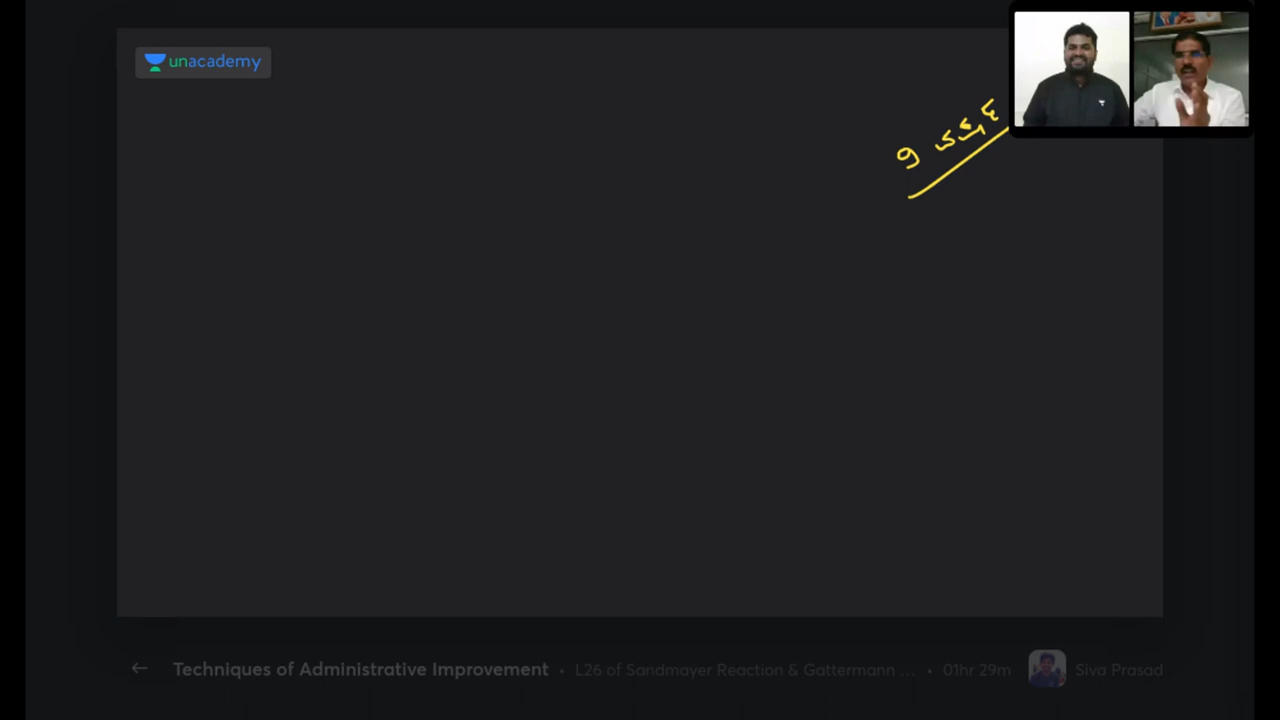 unacademy
Techniques of Administrative Improvement • L26 of Sandmayer Reaction & Gattermann ... • 01hr 29m Siva Prasad